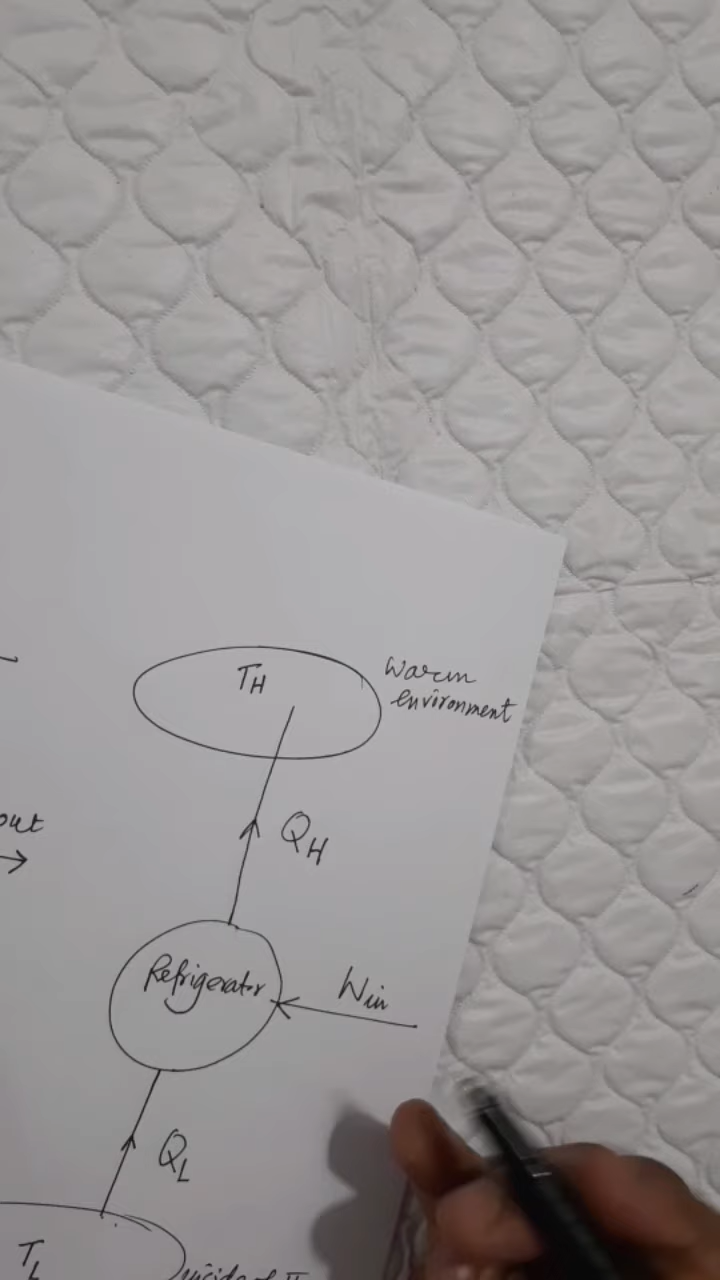 TH
warm
environment
out
QH
Refrigerator
Win
QL
TL